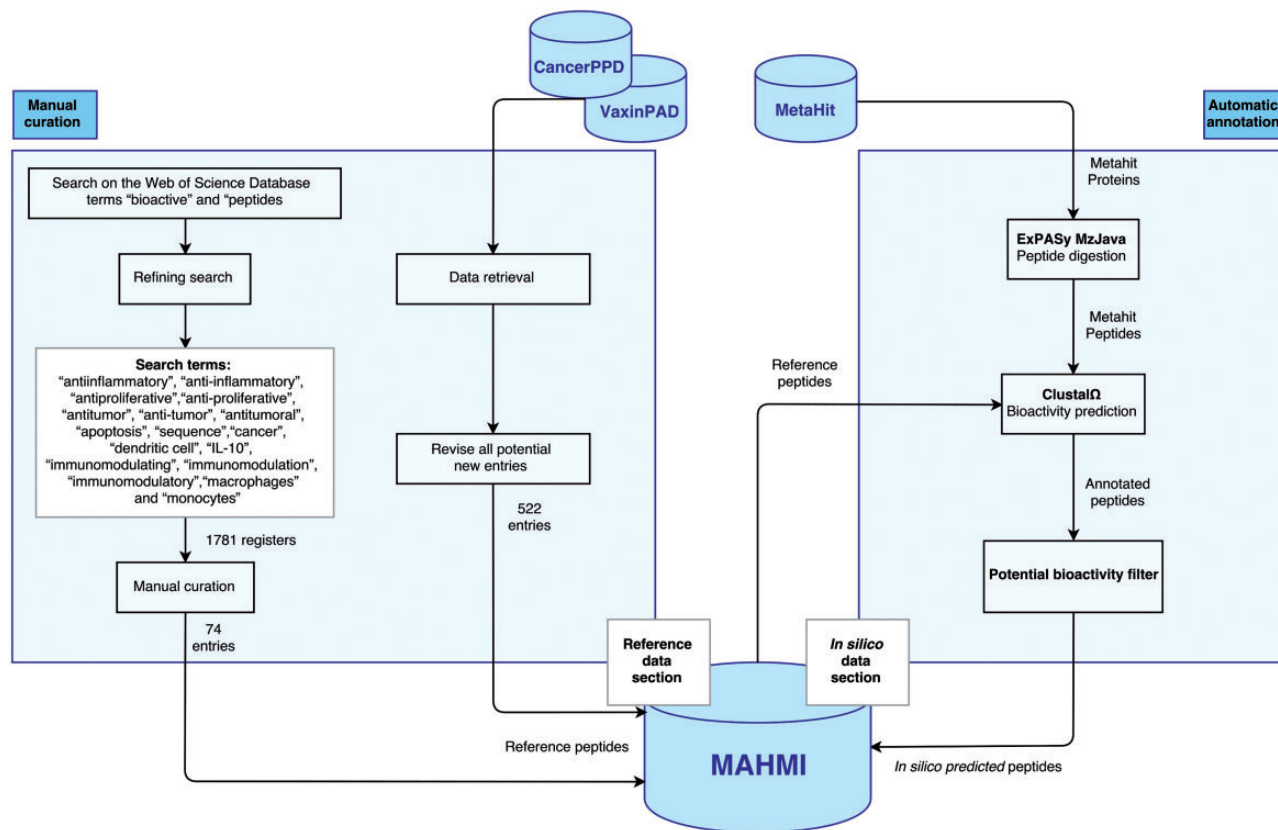 CancerPPD
VaxinPAD
MetaHit
Manual
curation
Automatic
annotation
Search on the Web of Science Database
terms “bioactive” and “peptides
Refining search
Search terms:
“antiinflammatory”, “anti-inflammatory”,
“antiproliferative”,“anti-proliferative”,
“antitumor”, “anti-tumor”, “antitumoral”,
“apoptosis”, “sequence”,“cancer”,
“dendritic cell”, “IL-10”,
“immunomodulating”, “immunomodulation”,
“immunomodulatory”,“macrophages”
and “monocytes”
1781 registers
Manual curation
74
entries
Data retrieval
Revise all potential
new entries
522
entries
Reference peptides
Reference
data
section
In silico
data
section
MAHMI
Reference
peptides
Metahit
Proteins
ExPASy MzJava
Peptide digestion
Metahit
Peptides
ClustalΩ
Bioactivity prediction
Annotated
peptides
Potential bioactivity filter
In silico predicted peptides